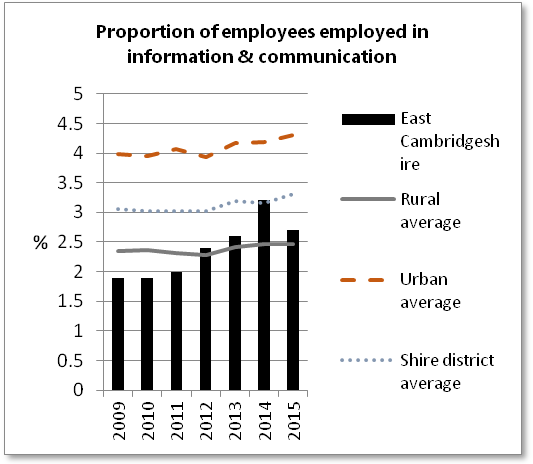 Proportion of employees employed in
information & communication
5
4.5
4
3.5
3
2.5
2
1.5
1
0.5
0
%
2009
2010
2011
2012
2013
2014
2015
East
Cambridgesh
ire
Rural
average
Urban
average
Shire district
average